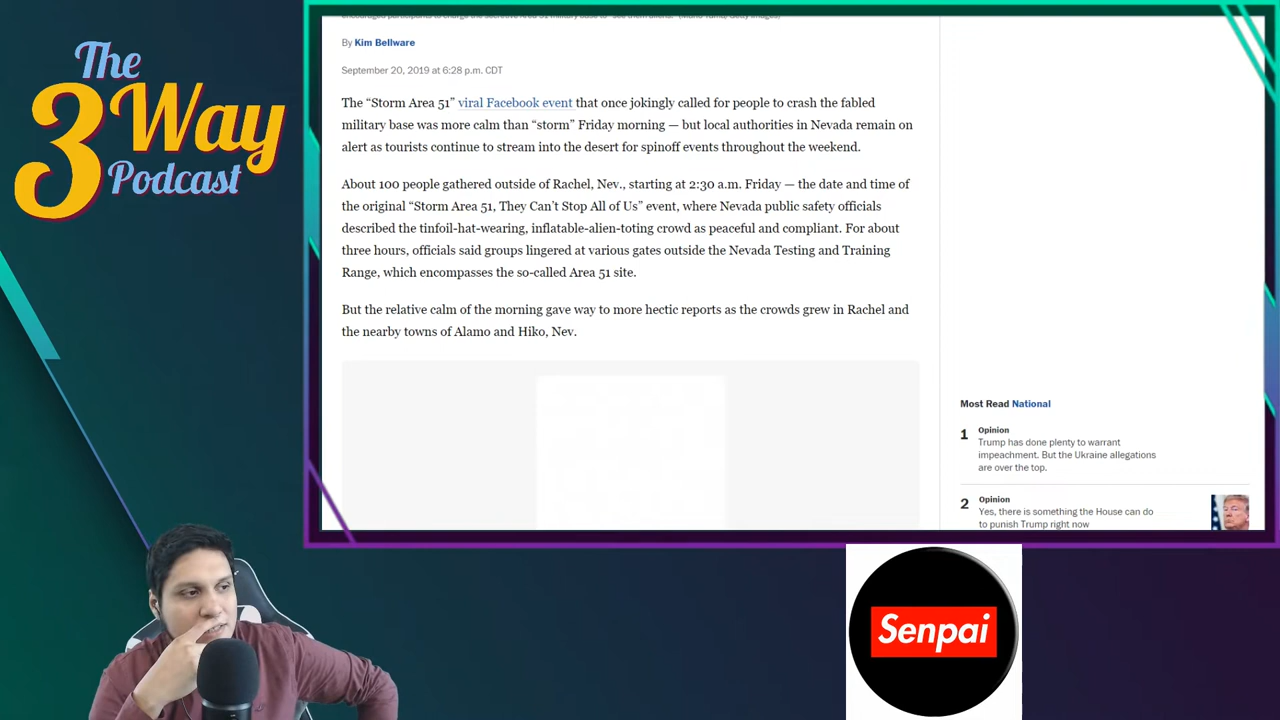 The
3Way
Podcast
By Kim Bellware
September 20, 2019 at 6:28 p.m. CDT
The “Storm Area 51” viral Facebook event that once jokingly called for people to crash the fabled
military base was more calm than “storm” Friday morning — but local authorities in Nevada remain on
alert as tourists continue to stream into the desert for spinoff events throughout the weekend.
About 100 people gathered outside of Rachel, Nev., starting at 2:30 a.m. Friday — the date and time of
the original “Storm Area 51, They Can’t Stop All of Us” event, where Nevada public safety officials
described the tinfoil-hat-wearing, inflatable-alien-toting crowd as peaceful and compliant. For about
three hours, officials said groups lingered at various gates outside the Nevada Testing and Training
Range, which encompasses the so-called Area 51 site.
But the relative calm of the morning gave way to more hectic reports as the crowds grew in Rachel and
the nearby towns of Alamo and Hiko, Nev.
Most Read National
1 Opinion
Trump has done plenty to warrant
impeachment. But the Ukraine allegations
are over the top.
2 Opinion
Yes, there is something the House can do
to punish Trump right now
Senpai